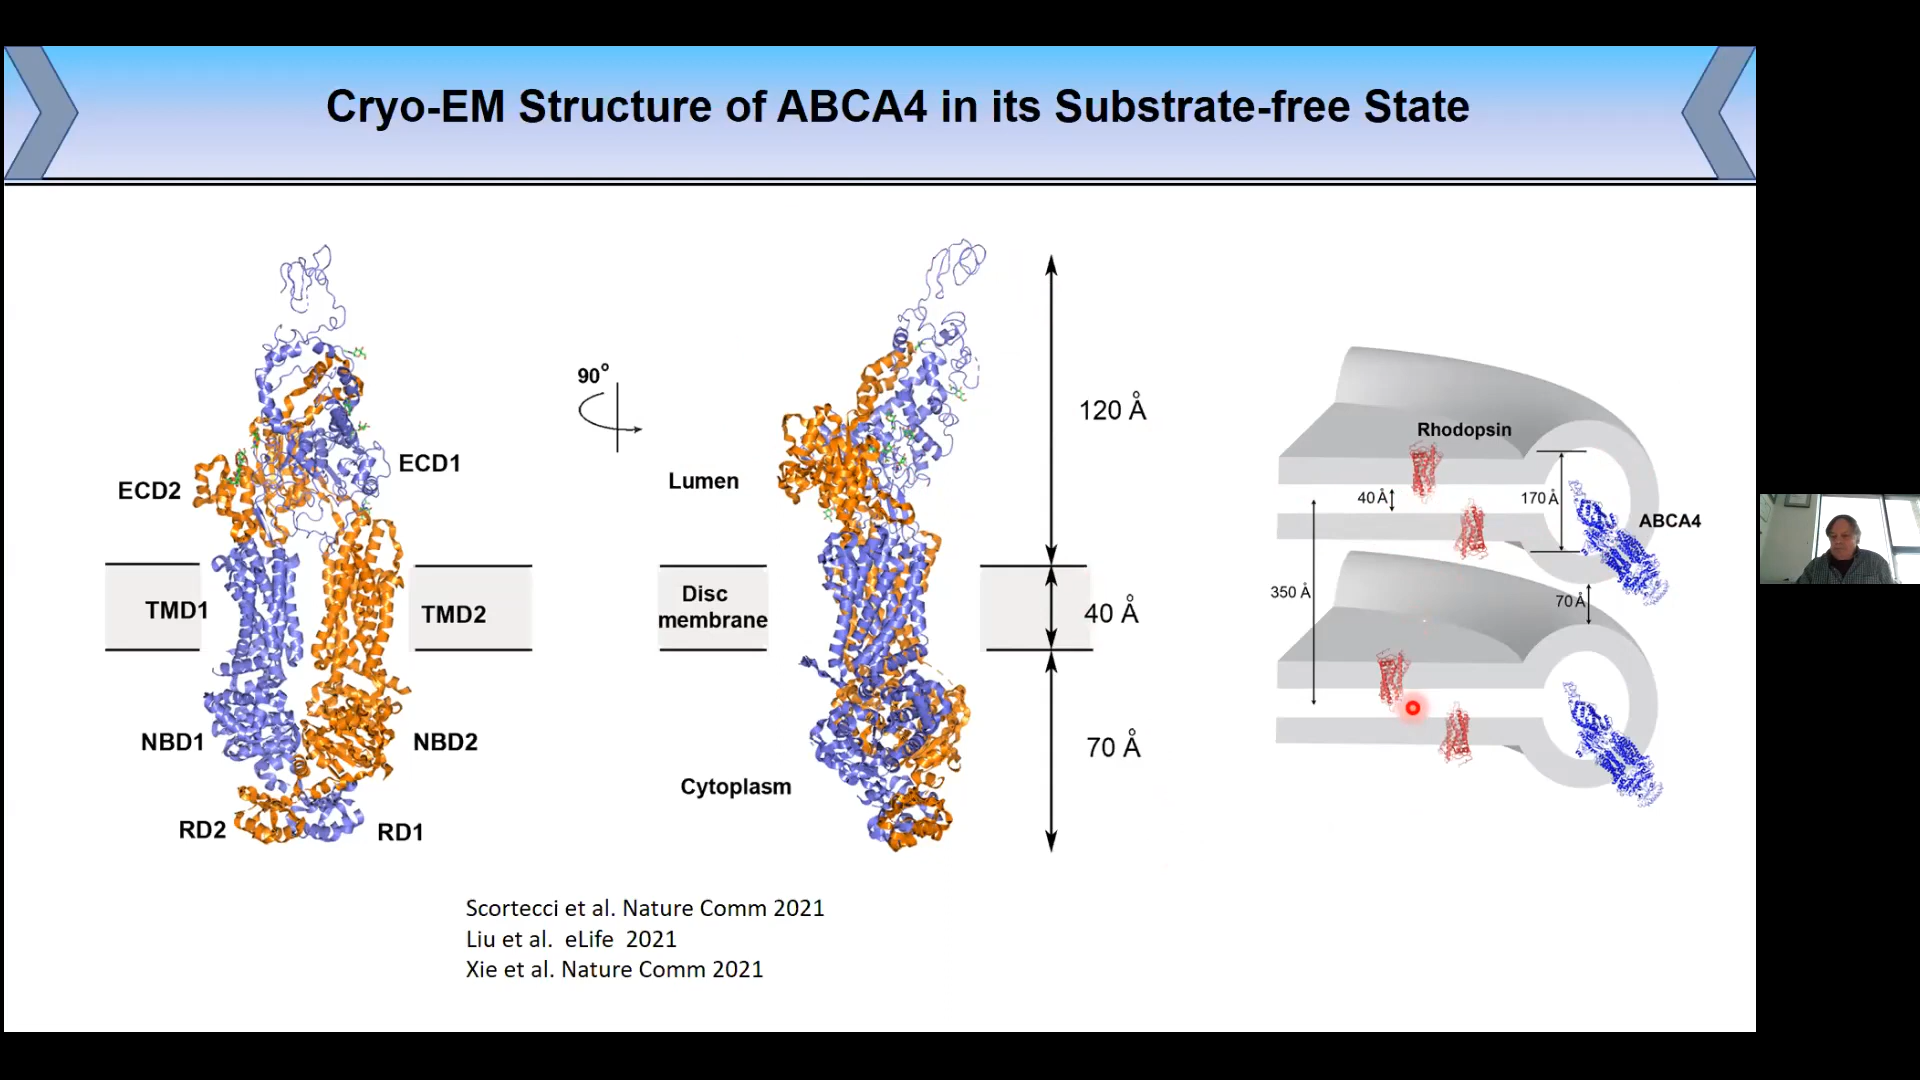 Cryo-EM Structure of ABCA4 in its Substrate-free State
ECD2
ECD1
TMD1
TMD2
NBD1
NBD2
RD2
RD1
90°
Lumen
Disc
membrane
Cytoplasm
120 Å
40 Å
70 Å
Rhodopsin
40 Å
170 Å
ABCA4
350 Å
70 Å
Scortecci et al. Nature Comm 2021
Liu et al. eLife 2021
Xie et al. Nature Comm 2021